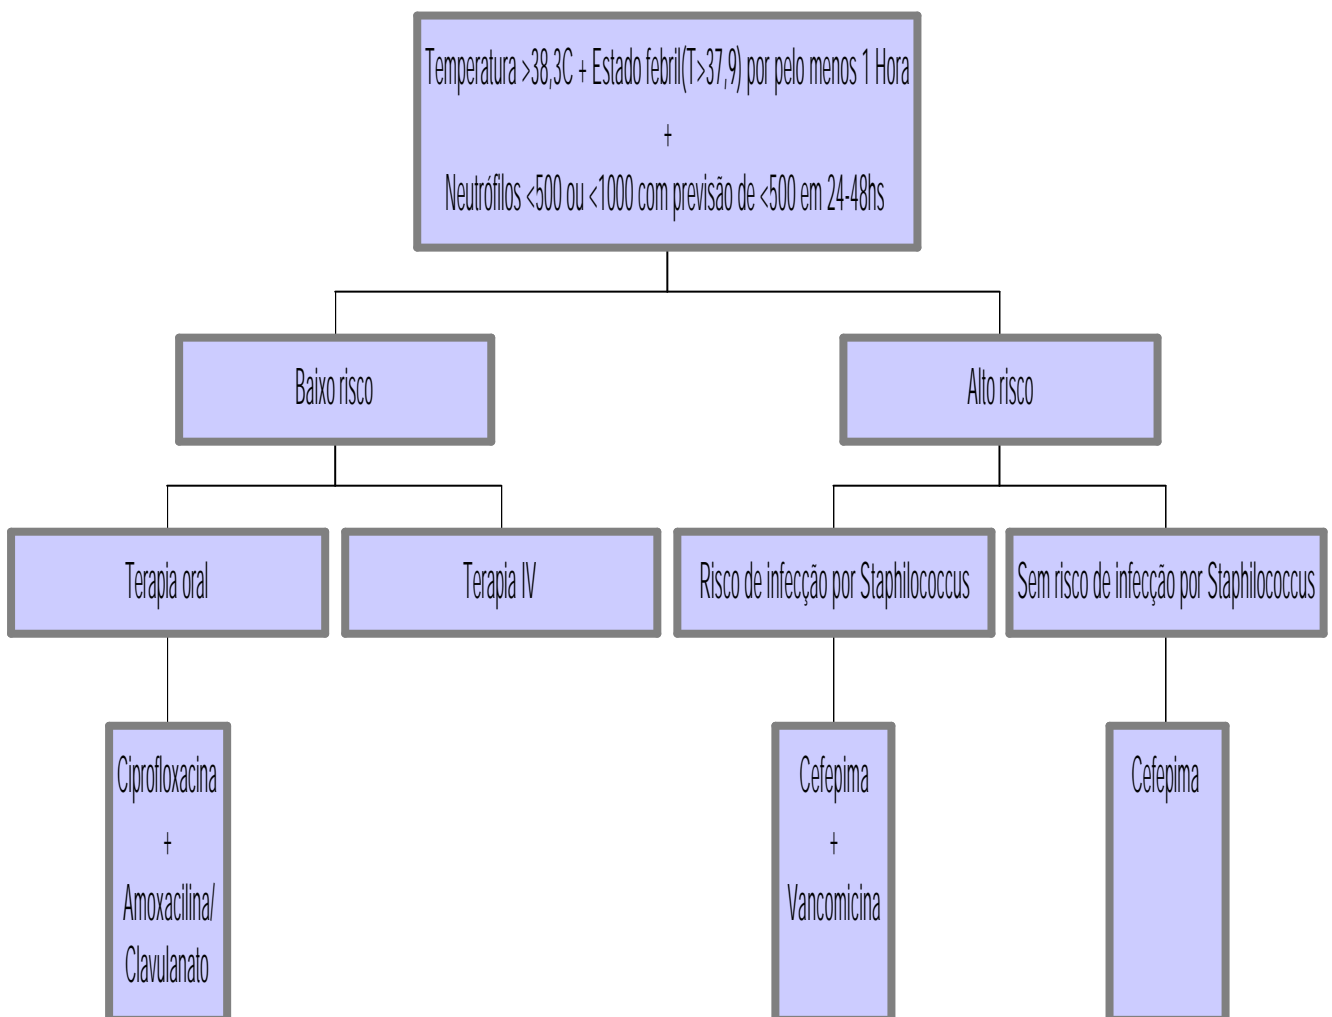 Temperatura >38,3C + Estado febril(T>37,9) por pelo menos 1 Hora
+
Neutrófilos <500 ou <1000 com previsão de <500 em 24-48hs
Baixo risco
Alto risco
Terapia oral
Terapia IV
Risco de infecção por Staphilococcus
Sem risco de infecção por Staphilococcus
Ciprofloxacina
+
Amoxacilina/
Clavulanato
Cefepima
+
Vancomicina
Cefepima